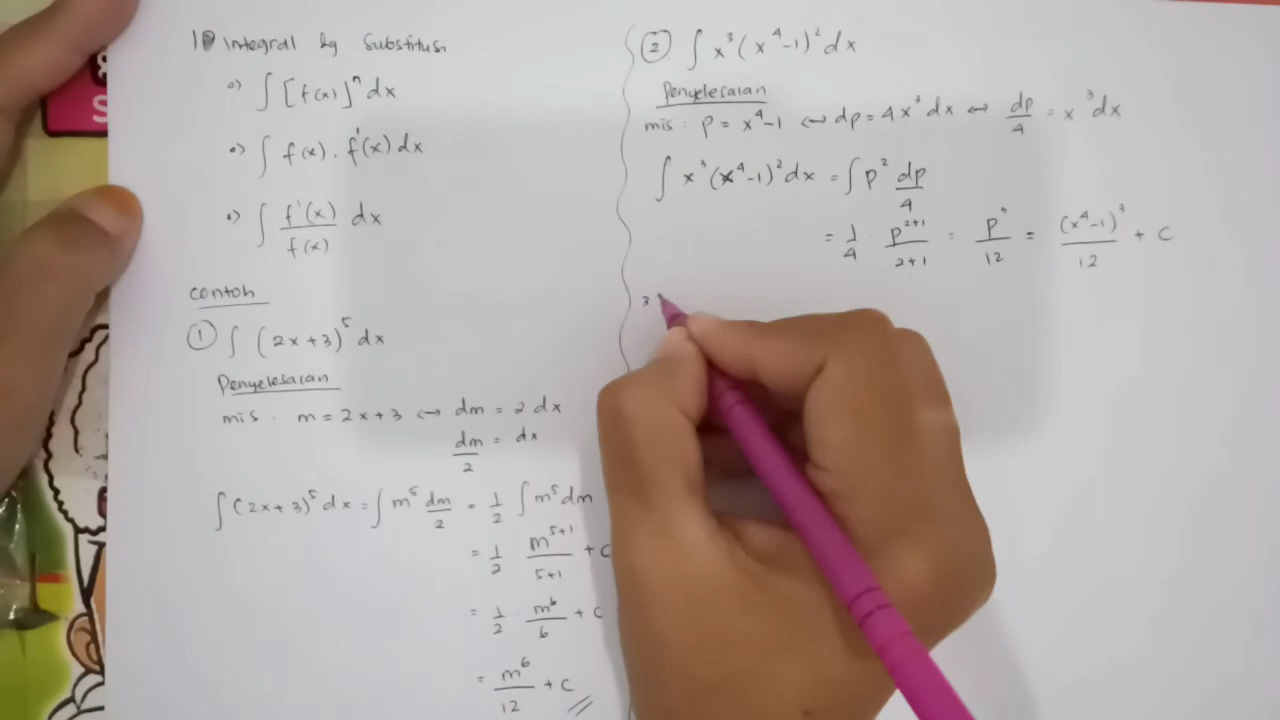 1) Integral dg Substitusi
∫ [f(x)]ⁿ dx
∫ f(x) . f'(x) dx
∫ f'(x)/f(x) dx
Contoh
① ∫ (2x+3)⁵ dx
Penyelesaian
mis : m = 2x+3 ↔ dm = 2 dx
dm/2 = dx
∫(2x+3)⁵ dx = ∫ m⁵ dm/2 = 1/2 ∫ m⁵ dm
= 1/2 m⁵⁺¹/5+1 + C
= 1/2 · m⁶/6 + C
= m⁶/12 + C //
② ∫ x³(x⁴-1)² dx
Penyelesaian
mis : p = x⁴-1 ↔ dp = 4x³ dx ↔ dp/4 = x³ dx
∫ x³(x⁴-1)² dx = ∫ p² dp/4
= 1/4 · p²⁺¹/2+1 = p³/12 = (x⁴-1)³/12 + C
3